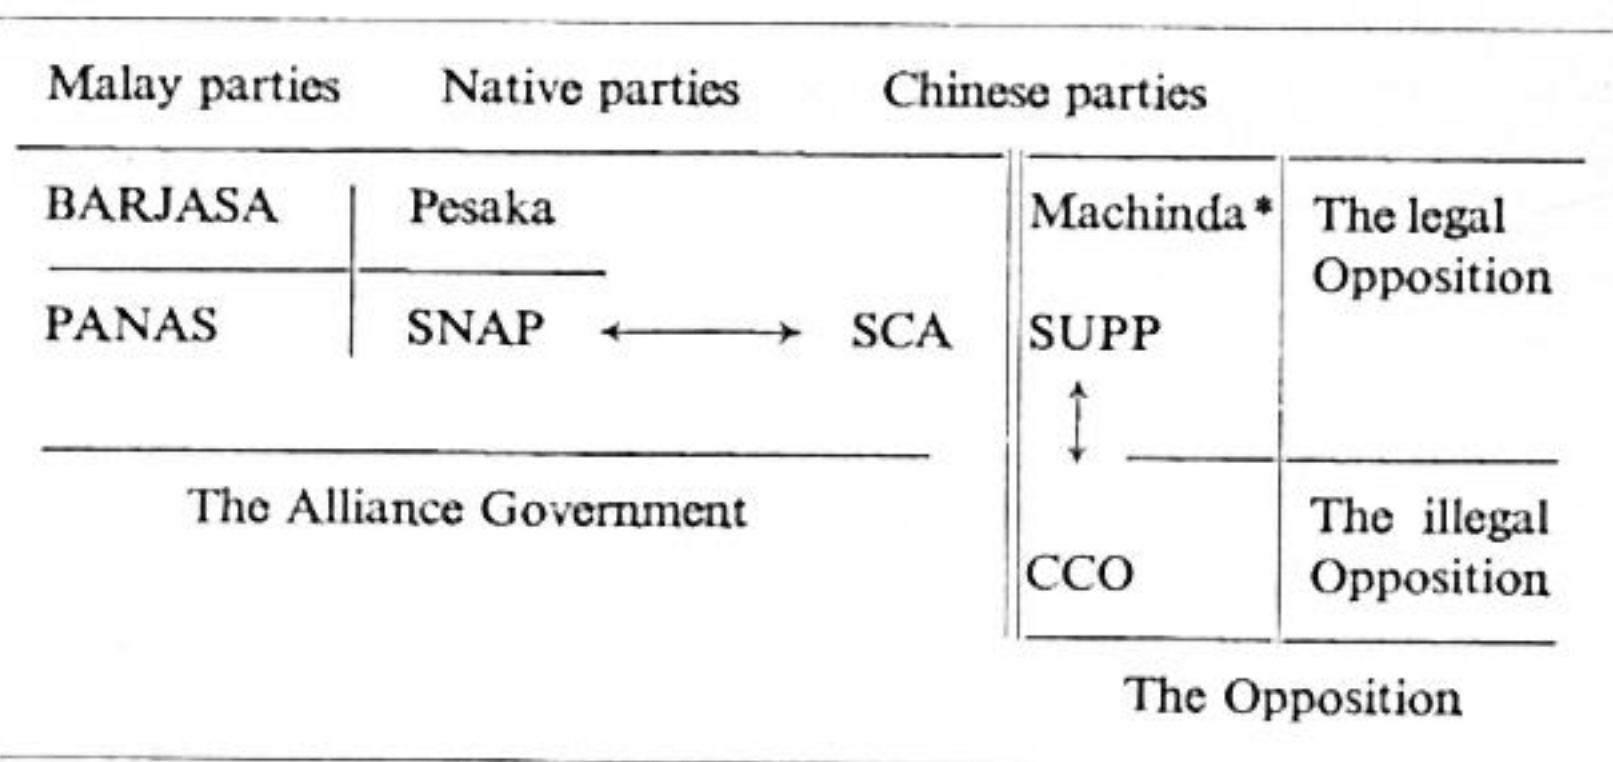 Malay parties Native parties Chinese parties
BARJASA Pesaka Machinda* The legal
Opposition
PANAS SNAP SCA SUPP
The Alliance Government The illegal
CCO Opposition
The Opposition